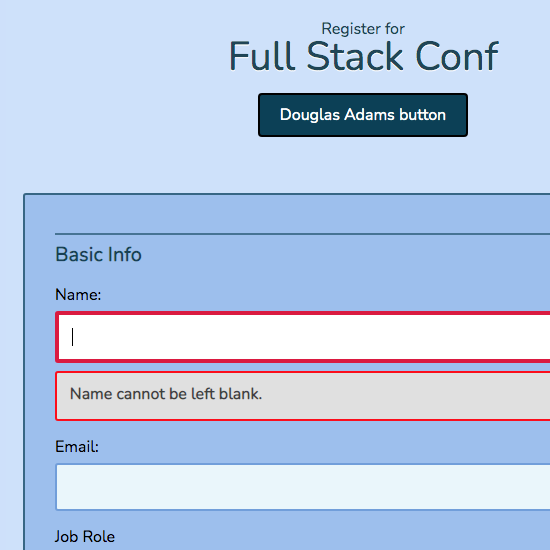 Register for
Full Stack Conf
Douglas Adams button
Basic Info
Name:
Name cannot be left blank.
Email:
Job Role